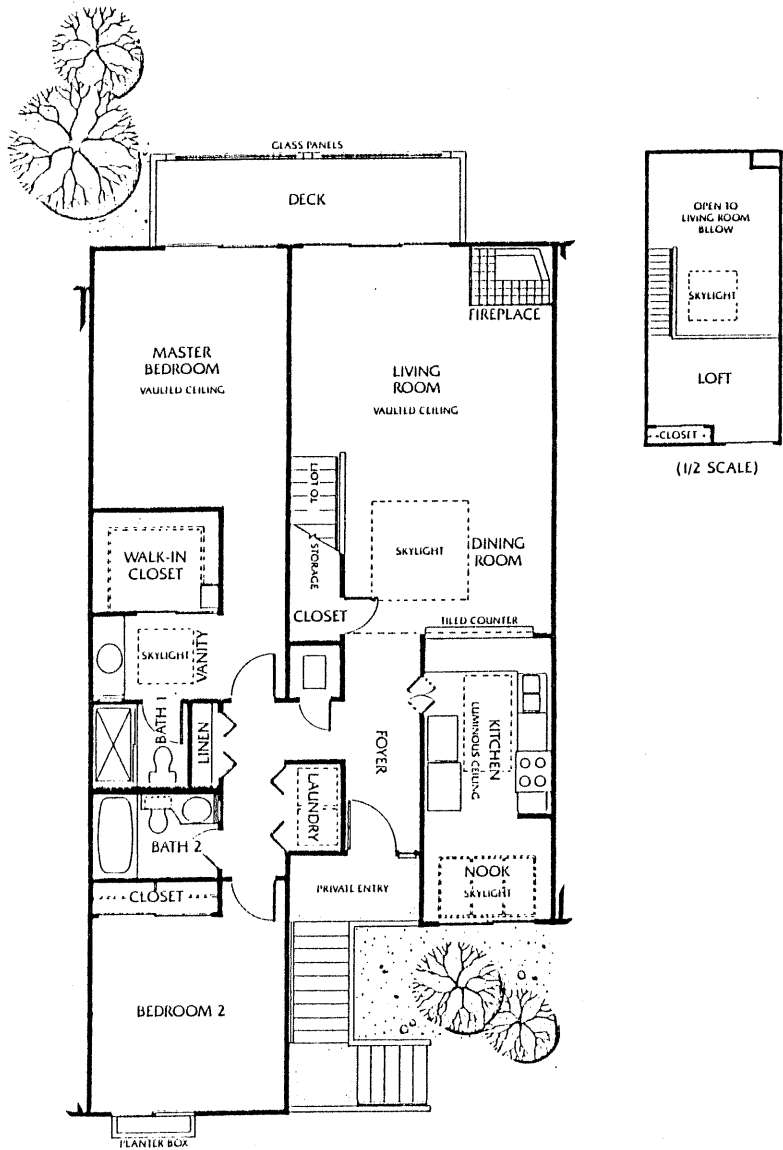 GLASS PANELS
DECK
FIREPLACE
MASTER
BEDROOM
VAULTED CEILING
LIVING
ROOM
VAULTED CEILING
TO LOFT
STORAGE
SKYLIGHT
DINING
ROOM
WALK-IN
CLOSET
CLOSET
TILED COUNTER
SKYLIGHT
VANITY
BATH 1
LINEN
FOYER
KITCHEN
LUMINOUS CEILING
LAUNDRY
BATH 2
NOOK
SKYLIGHT
CLOSET
PRIVATE ENTRY
BEDROOM 2
PLANTER BOX
OPEN TO
LIVING ROOM
BELOW
SKYLIGHT
LOFT
CLOSET
(1/2 SCALE)